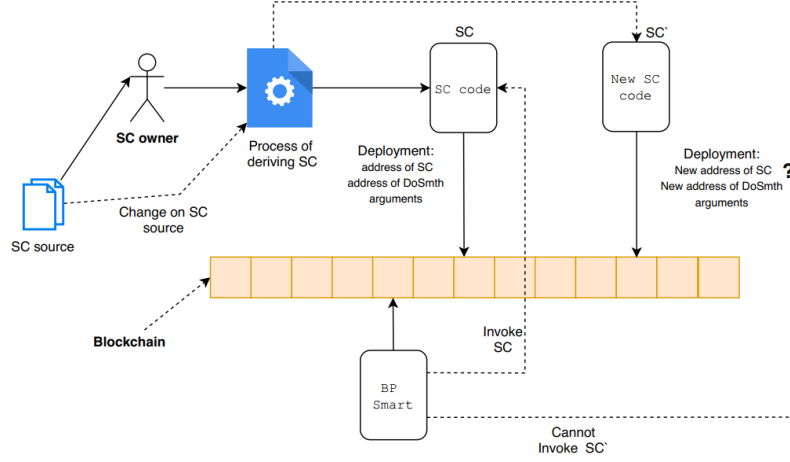 SC
SC`
SC code
New SC
code
SC owner
Process of
deriving SC
Deployment:
address of SC
address of DoSmth
arguments
Deployment:
New address of SC
New address of DoSmth
arguments
?
Change on SC
source
SC source
Blockchain
Invoke
SC
BP
Smart
Cannot
Invoke SC`